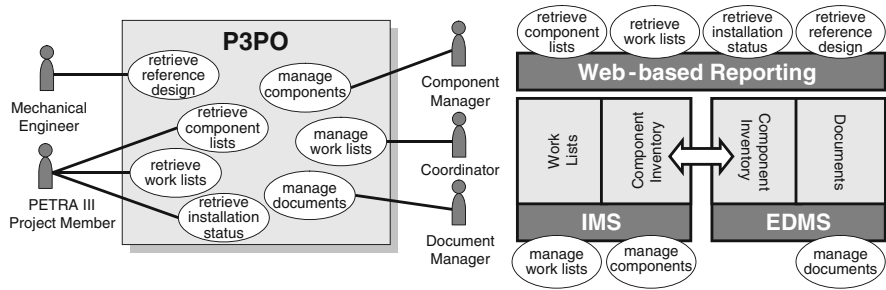 P3PO
retrieve
reference
design
manage
components
retrieve
component
lists
manage
work lists
retrieve
work lists
manage
documents
retrieve
installation
status
Mechanical
Engineer
PETRA III
Project Member
Component
Manager
Coordinator
Document
Manager
retrieve
component
lists
retrieve
work lists
retrieve
installation
status
retrieve
reference
design
Web-based Reporting
Work
Lists
Component
Inventory
Component
Inventory
Documents
IMS
EDMS
manage
work lists
manage
components
manage
documents